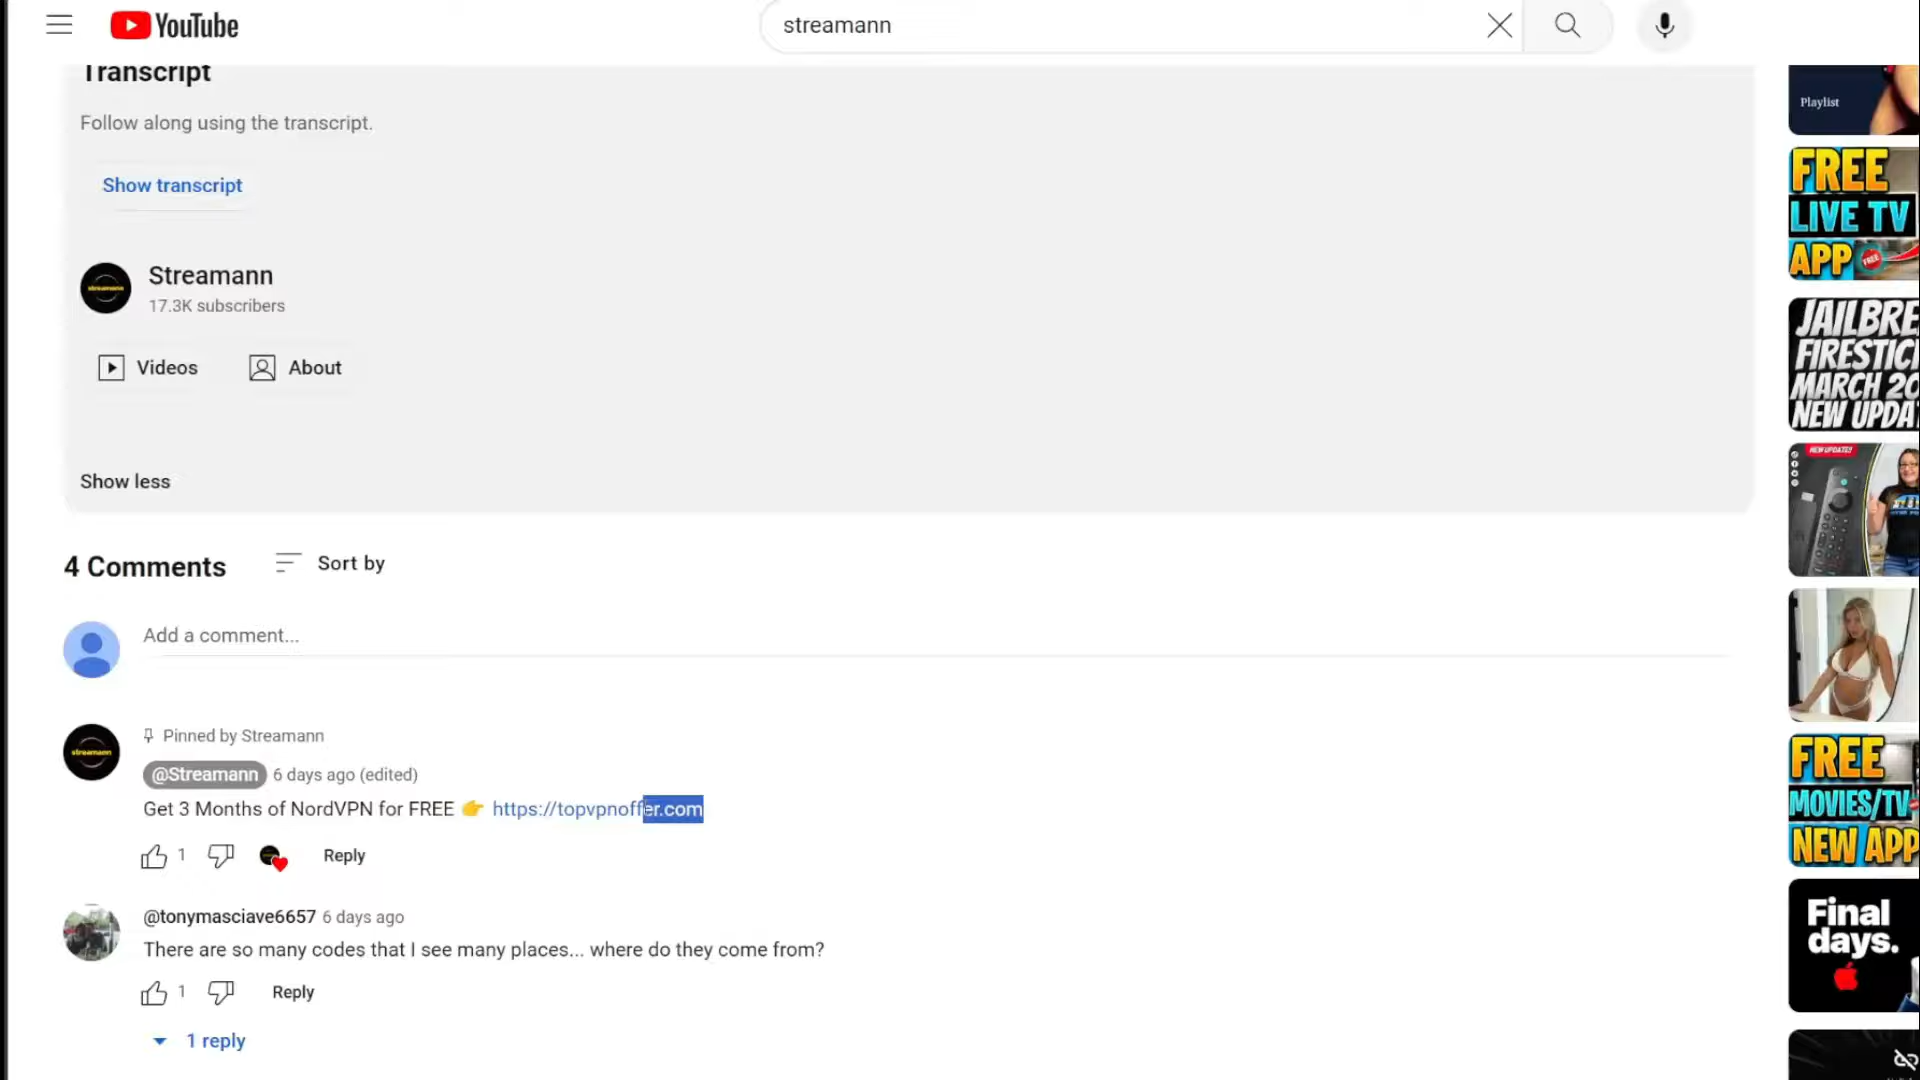 YouTube
streamann
Transcript
Follow along using the transcript.
Show transcript
Streamann
17.3K subscribers
Videos
About
Show less
4 Comments
Sort by
Add a comment...
Pinned by Streamann
@Streamann 6 days ago (edited)
Get 3 Months of NordVPN for FREE 👉 https://topvpnoffer.com
1
Reply
@tonymasciave6657 6 days ago
There are so many codes that I see many places... where do they come from?
1
Reply
1 reply
Playlist
FREE
LIVE TV
APP FREE
JAILBRE
FIRESTIC
MARCH 20
NEW UPDA
NEW UPDATE!
FREE
MOVIES/TV
NEW APP
Final
days.